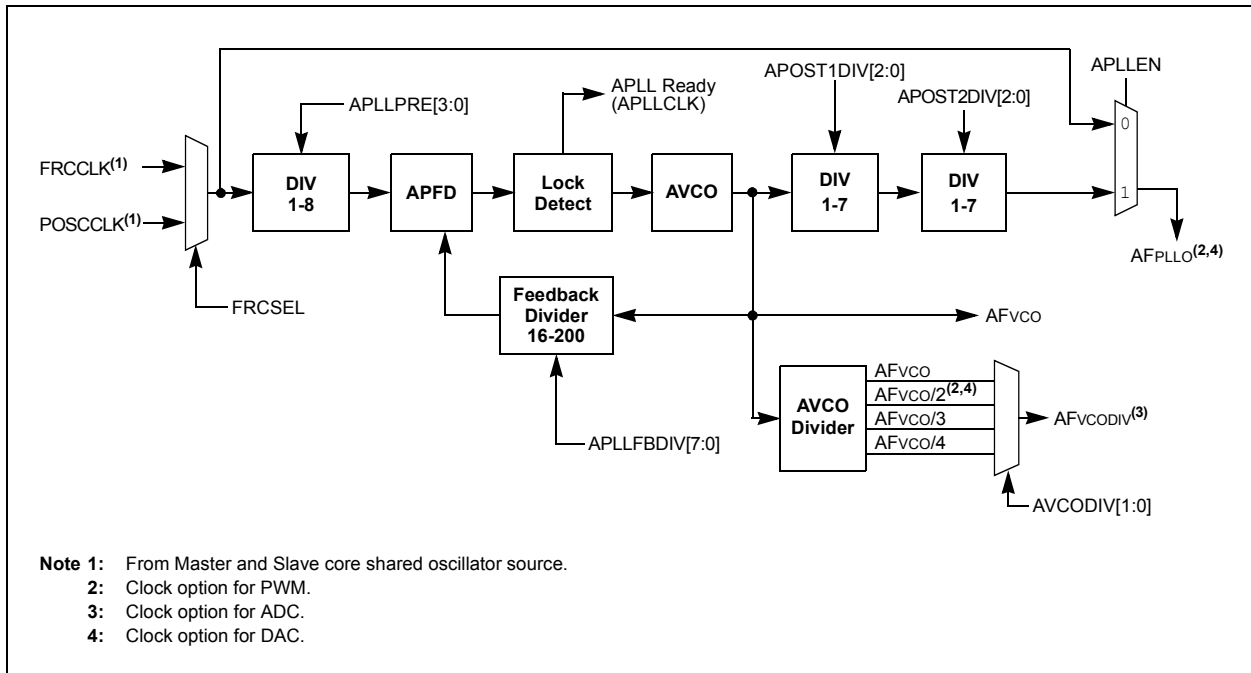 APLLEN
APOST1DIV[2:0]
APLL Ready
(APLLCLK)
APOST2DIV[2:0]
APLLPRE[3:0]
0
FRCCLK(1)
DIV
1-8
APFD
Lock
Detect
AVCO
DIV
1-7
DIV
1-7
1
POSCCLK(1)
AFPLLO(2,4)
FRCSEL
Feedback
Divider
16-200
AFVCO
AVCO
Divider
AFVCO
AFVCO/2(2,4)
AFVCO/3
AFVCO/4
AFVCODIV(3)
APLLFBDIV[7:0]
AVCODIV[1:0]
Note 1: From Master and Slave core shared oscillator source.
2: Clock option for PWM.
3: Clock option for ADC.
4: Clock option for DAC.